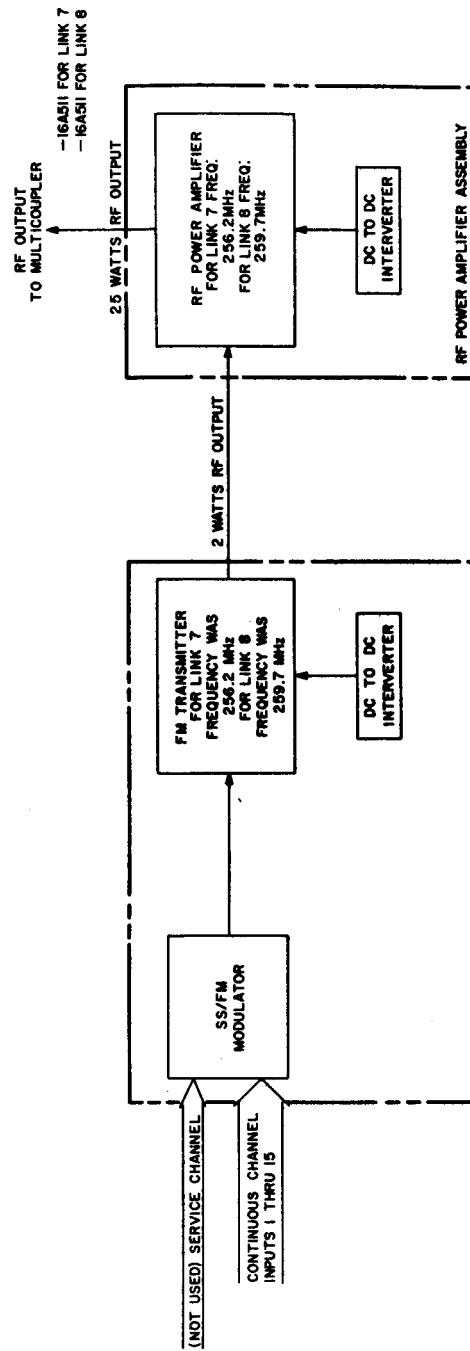 (NOT USED) SERVICE CHANNEL
CONTINUOUS CHANNEL
INPUTS 1 THRU 15
SS/FM
MODULATOR
FM TRANSMITTER
FOR LINK 7
FREQUENCY WAS
256.2 MHz
FOR LINK 8
FREQUENCY WAS
259.7 MHz
DC TO DC
INTERVERTER
2 WATTS RF OUTPUT
RF OUTPUT
TO MULTICOUPLER
-16A511 FOR LINK 7
-16A511 FOR LINK 8
25 WATTS RF OUTPUT
RF POWER AMPLIFIER
FOR LINK 7 FREQ:
256.2MHz
FOR LINK 8 FREQ:
259.7MHz
DC TO DC
INTERVERTER
RF POWER AMPLIFIER ASSEMBLY